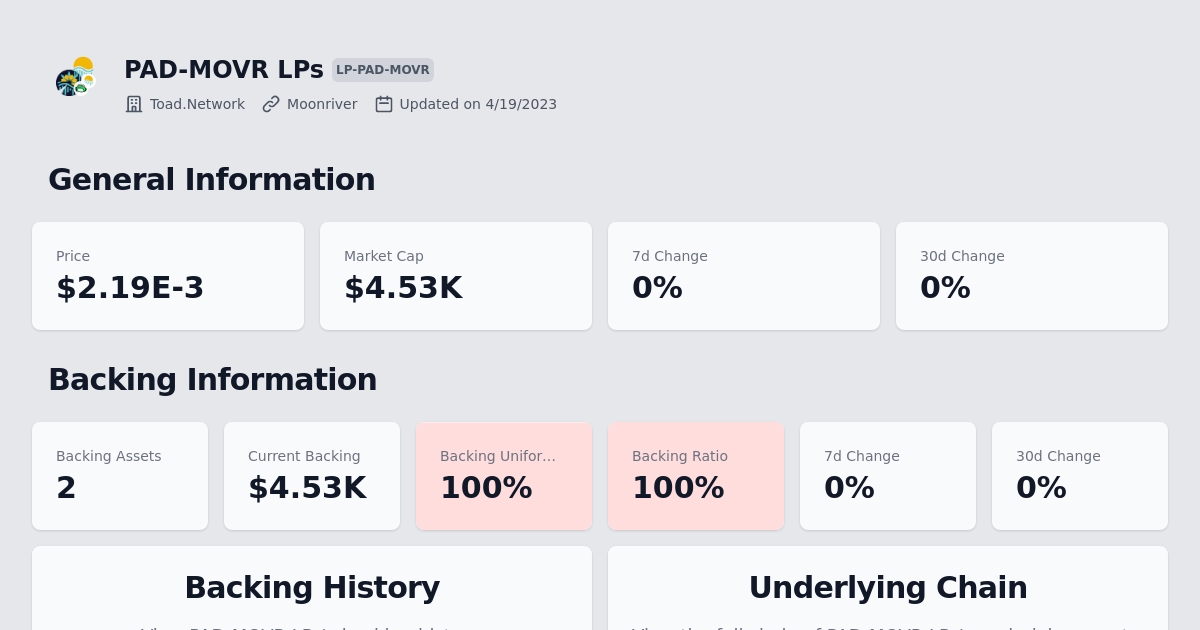 PAD-MOVR LPs LP-PAD-MOVR
Toad.Network Moonriver Updated on 4/19/2023
General Information
Price Market Cap 7d Change 30d Change
$2.19E-3 $4.53K 0% 0%
Backing Information
Backing Assets Current Backing Backing Unifor... Backing Ratio 7d Change 30d Change
2 $4.53K 100% 100% 0% 0%
Backing History Underlying Chain